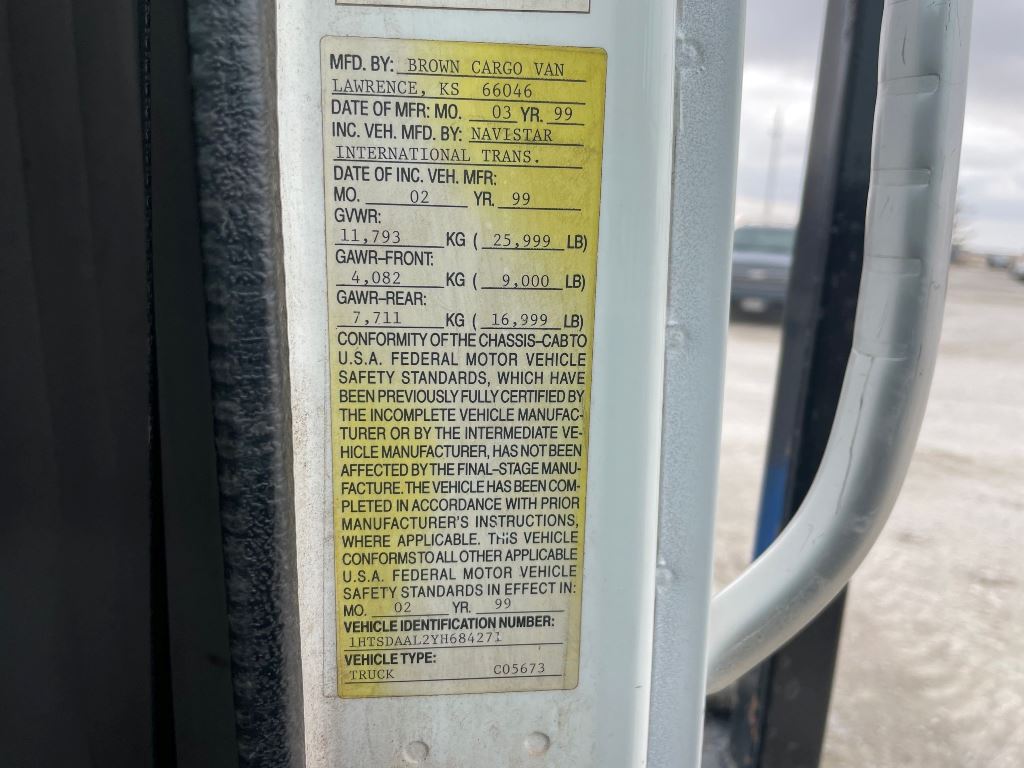 MFD. BY: BROWN CARGO VAN
LAWRENCE, KS 66046
DATE OF MFR: MO. 03 YR. 99
INC. VEH. MFD. BY: NAVISTAR
INTERNATIONAL TRANS.
DATE OF INC. VEH. MFR:
MO. 02 YR. 99
GVWR:
11,793 KG ( 25,999 LB)
GAWR-FRONT:
4,082 KG ( 9,000 LB)
GAWR-REAR:
7,711 KG ( 16,999 LB)
CONFORMITY OF THE CHASSIS-CAB TO
U.S.A. FEDERAL MOTOR VEHICLE
SAFETY STANDARDS, WHICH HAVE
BEEN PREVIOUSLY FULLY CERTIFIED BY
THE INCOMPLETE VEHICLE MANUFAC-
TURER OR BY THE INTERMEDIATE VE-
HICLE MANUFACTURER, HAS NOT BEEN
AFFECTED BY THE FINAL-STAGE MANU-
FACTURE. THE VEHICLE HAS BEEN COM-
PLETED IN ACCORDANCE WITH PRIOR
MANUFACTURER'S INSTRUCTIONS,
WHERE APPLICABLE. THIS VEHICLE
CONFORMS TO ALL OTHER APPLICABLE
U.S.A. FEDERAL MOTOR VEHICLE
SAFETY STANDARDS IN EFFECT IN:
MO. 02 YR. 99
VEHICLE IDENTIFICATION NUMBER:
1HTSDAAL2YH684271
VEHICLE TYPE:
TRUCK C05673